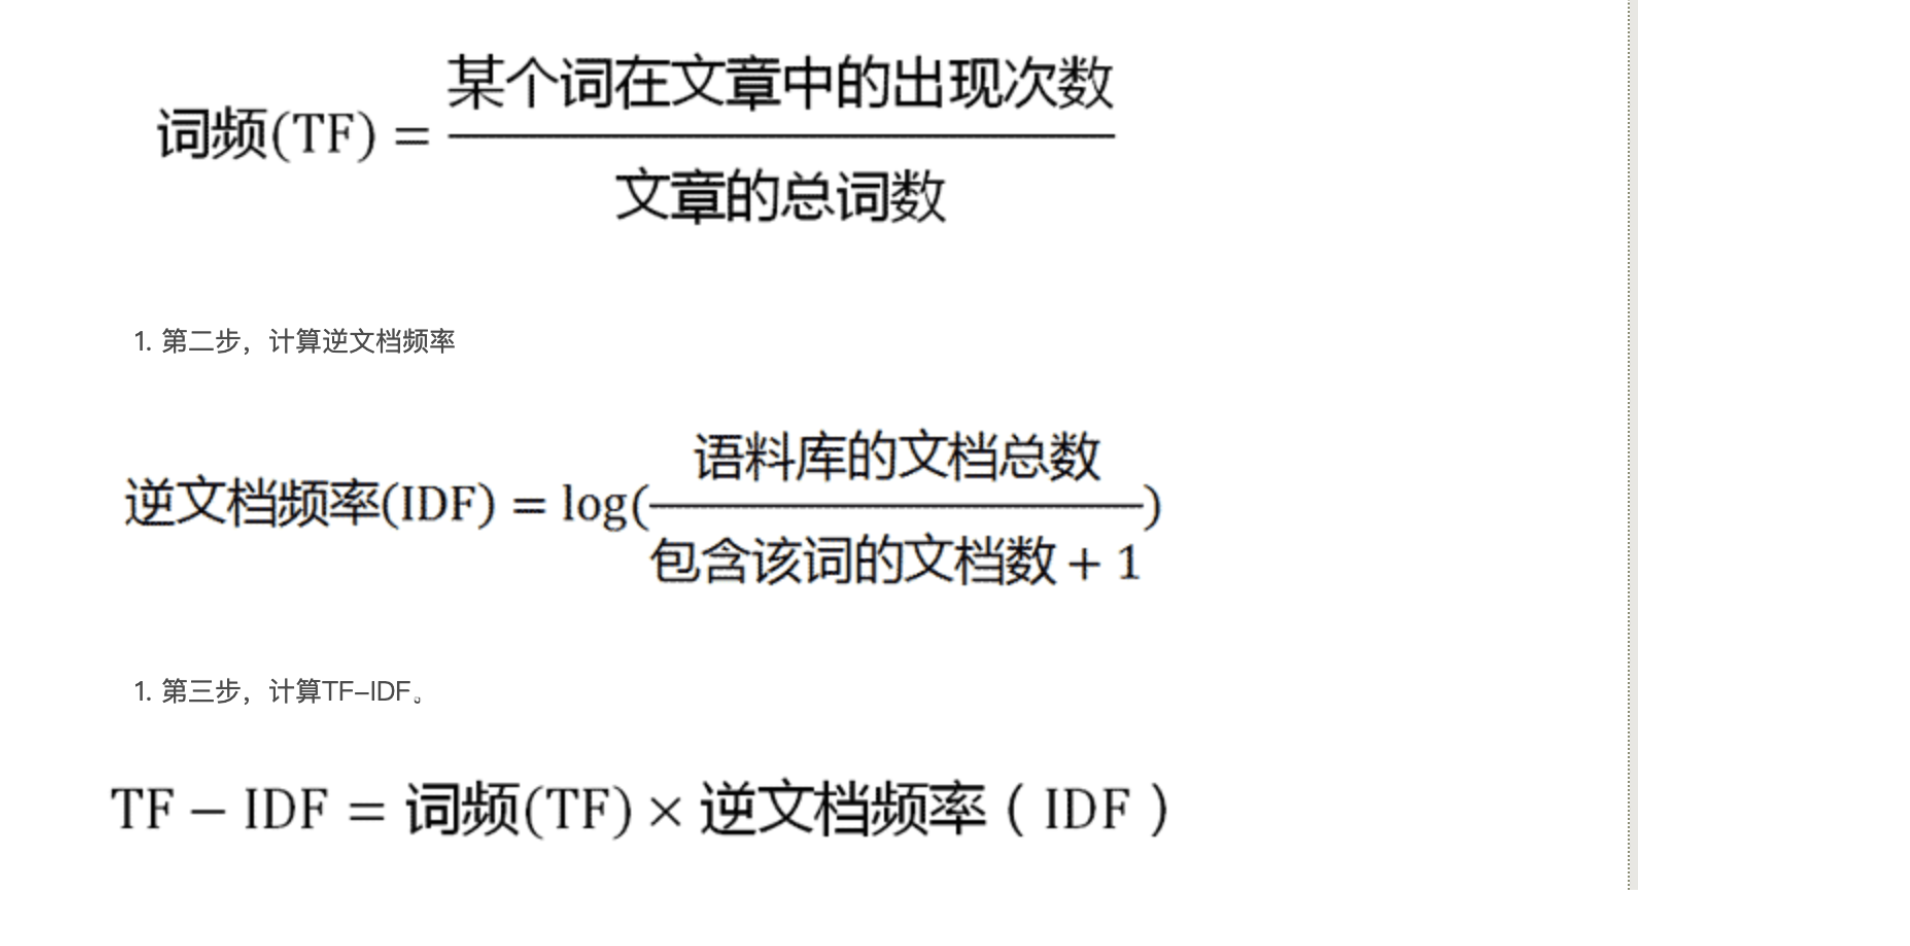 词频(TF) = 某个词在文章中的出现次数
文章的总词数
1. 第二步，计算逆文档频率
逆文档频率(IDF) = log(语料库的文档总数
包含该词的文档数 + 1)
1. 第三步，计算TF-IDF。
TF − IDF = 词频(TF) × 逆文档频率（IDF）